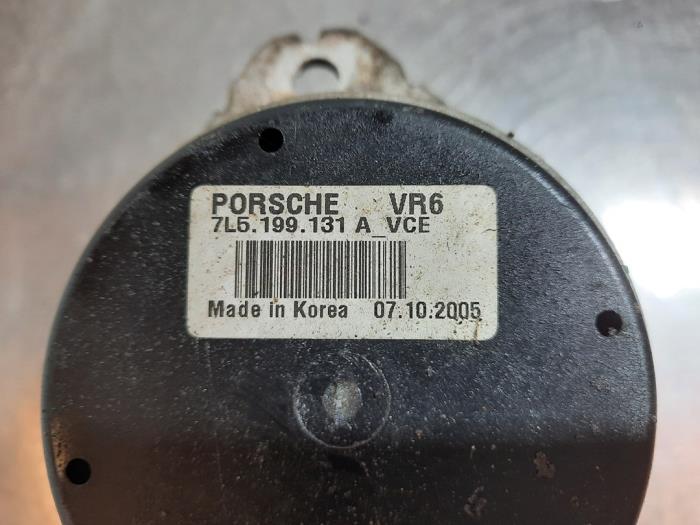 PORSCHE VR6
7L5.199.131 A_VCE
Made in Korea 07.10.2005